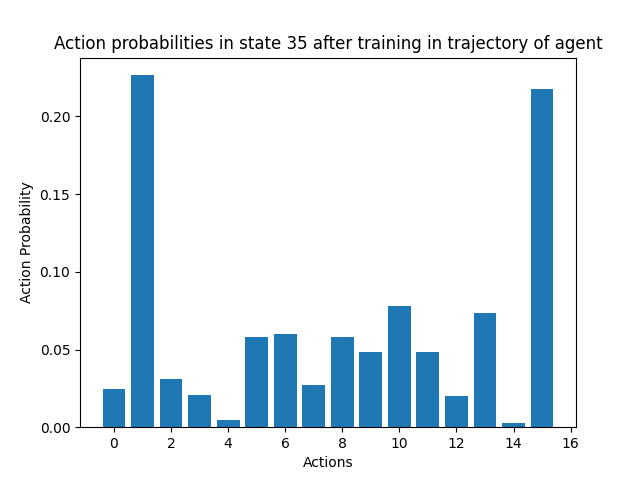 Action probabilities in state 35 after training in trajectory of agent
0.20
0.15
0.10
0.05
0.00
Action Probability
0 2 4 6 8 10 12 14 16
Actions